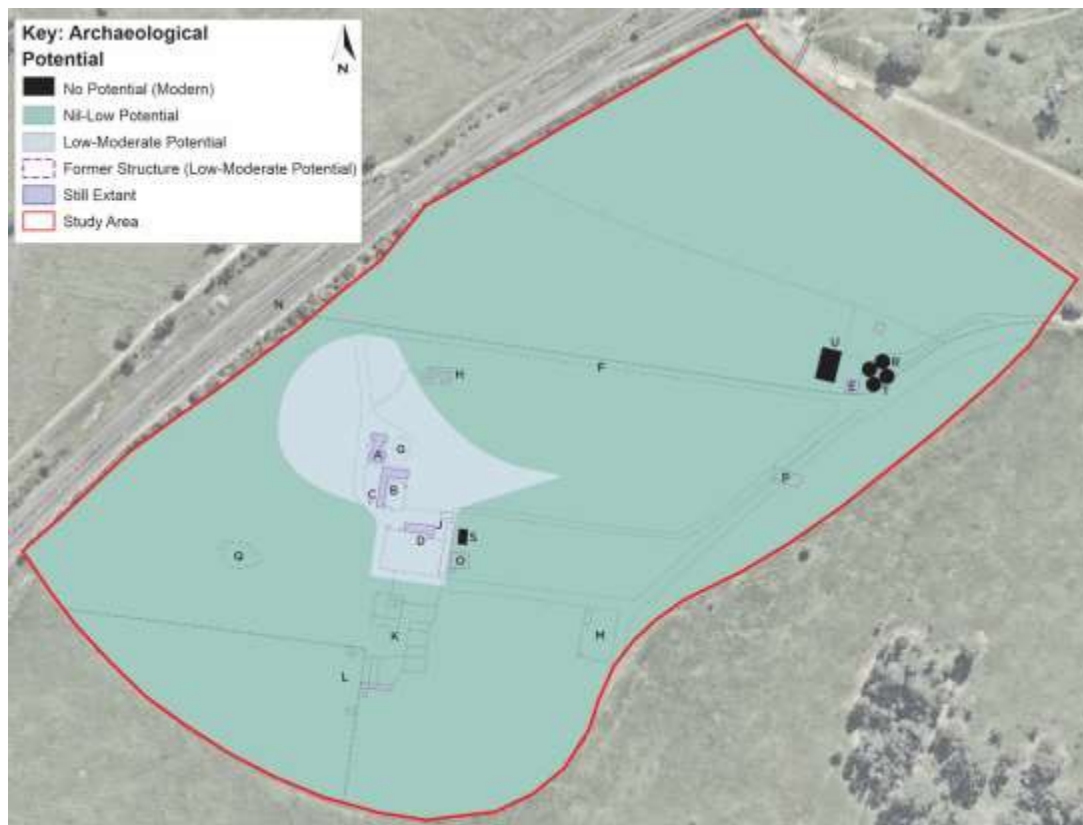 Key: Archaeological
Potential
N
No Potential (Modern)
Nil-Low Potential
Low-Moderate Potential
Former Structure (Low-Moderate Potential)
Still Extant
Study Area
N
U
R
F
H
E
T
A
G
P
C
B
J
D
S
O
Q
K
M
L